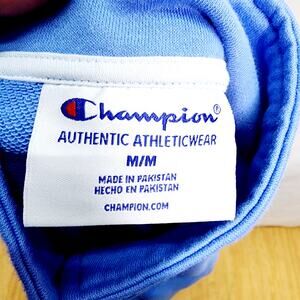 Champion®
AUTHENTIC ATHLETICWEAR
M/M
MADE IN PAKISTAN
HECHO EN PAKISTAN
CHAMPION.COM